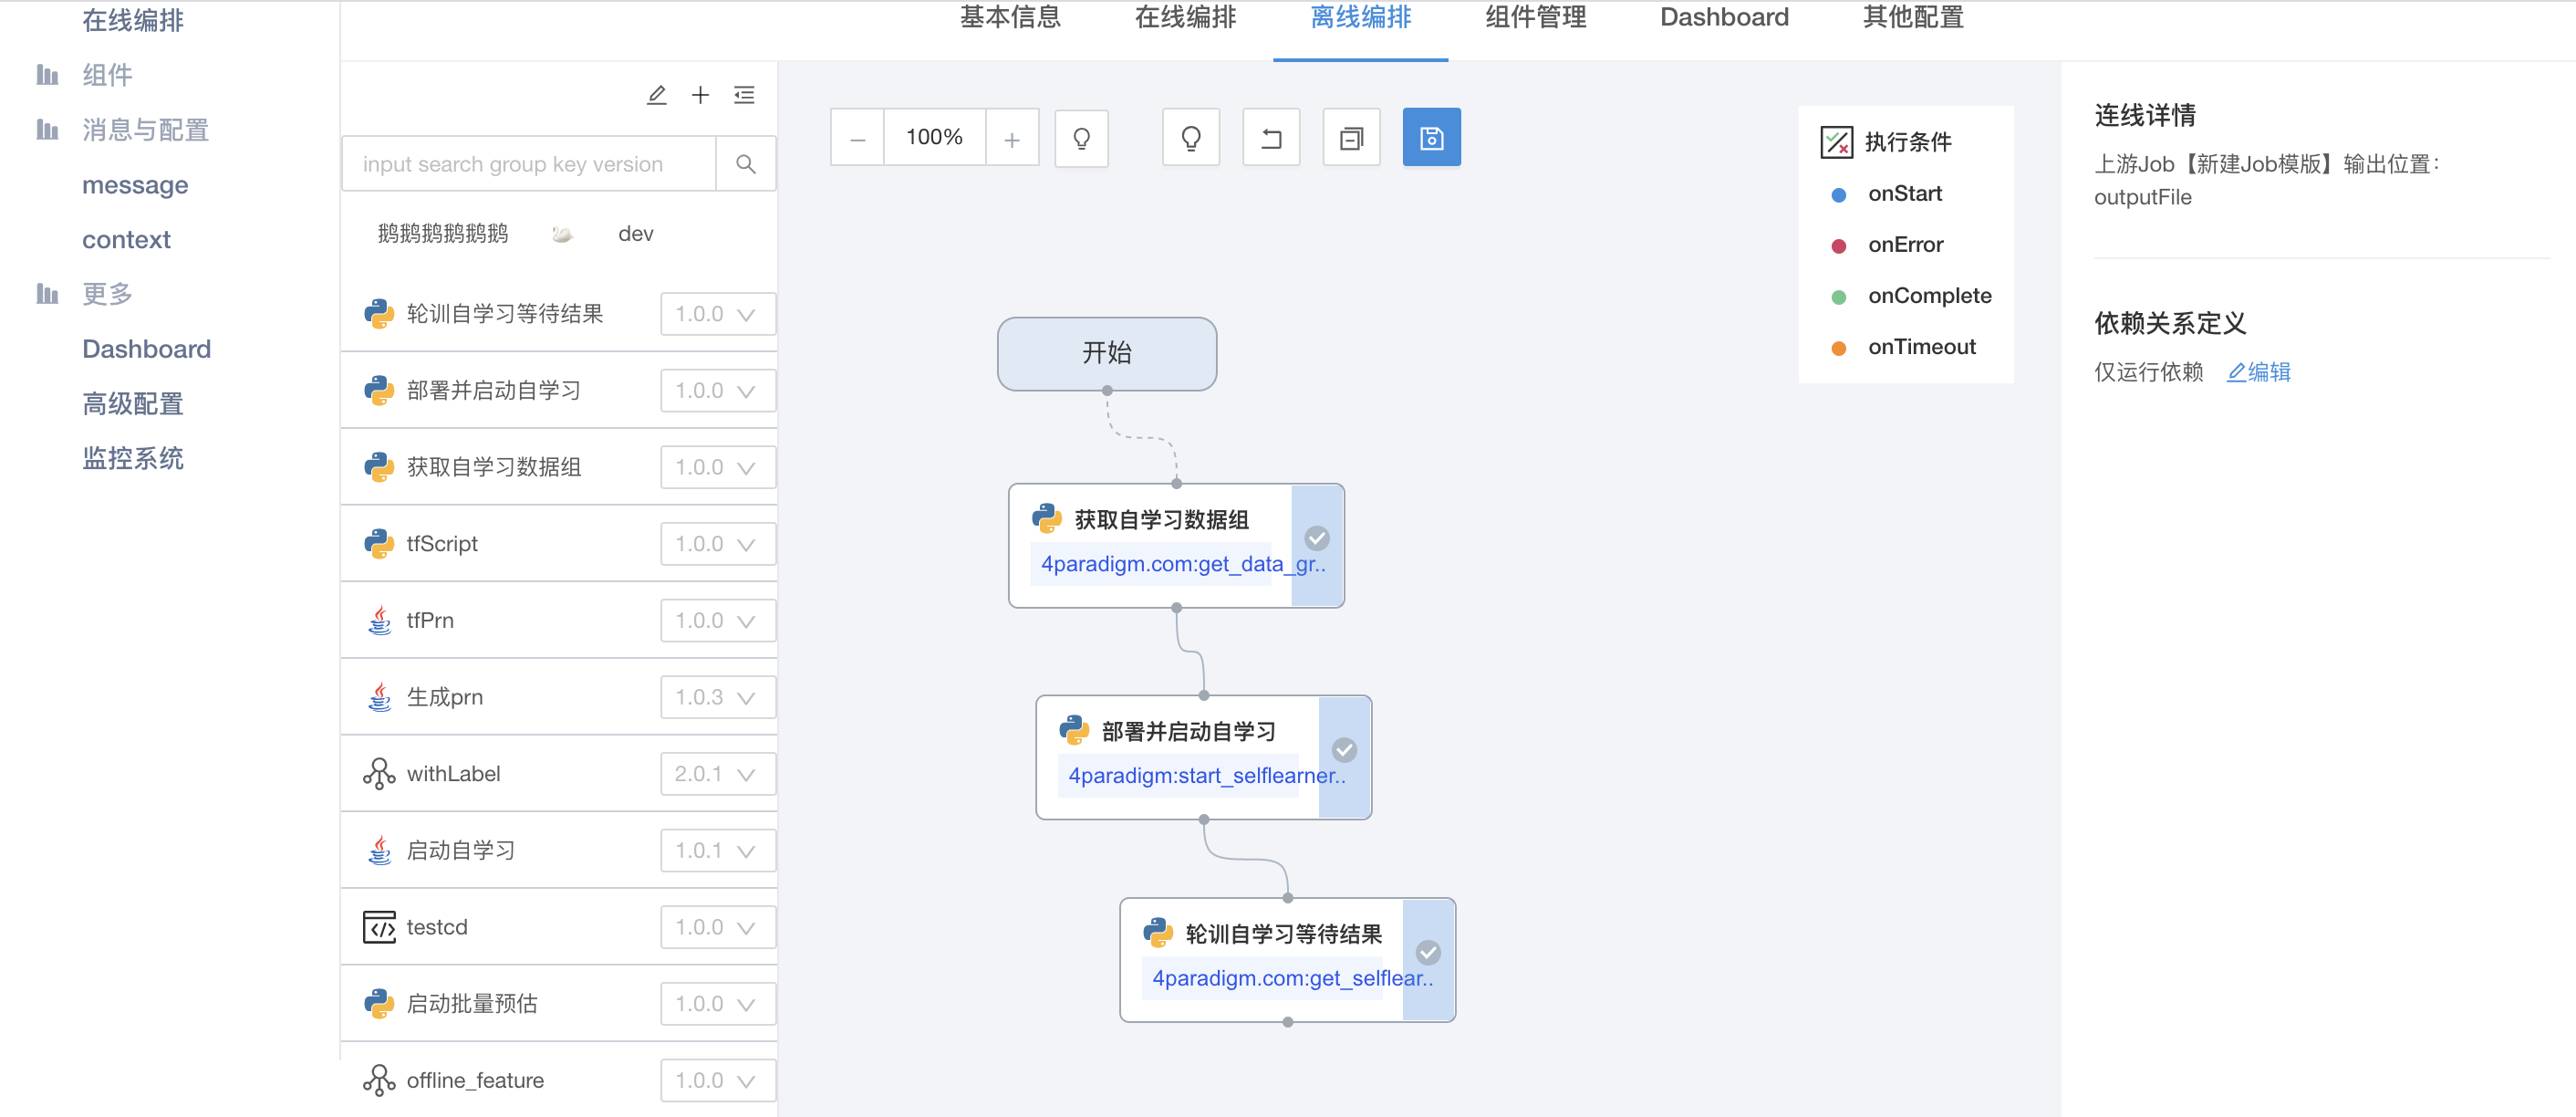 在线编排
组件
消息与配置
message
context
更多
Dashboard
高级配置
监控系统
基本信息
在线编排
离线编排
组件管理
Dashboard
其他配置
input search group key version
鹅鹅鹅鹅鹅鹅 🦢 dev
轮训自学习等待结果 1.0.0
部署并启动自学习 1.0.0
获取自学习数据组 1.0.0
tfScript 1.0.0
tfPrn 1.0.0
生成prn 1.0.3
withLabel 2.0.1
启动自学习 1.0.1
testcd 1.0.0
启动批量预估 1.0.0
offline_feature 1.0.0
100%
开始
获取自学习数据组
4paradigm.com:get_data_gr..
部署并启动自学习
4paradigm:start_selflearner..
轮训自学习等待结果
4paradigm.com:get_selflear..
执行条件
onStart
onError
onComplete
onTimeout
连线详情
上游Job【新建Job模版】输出位置：
outputFile
依赖关系定义
仅运行依赖 编辑